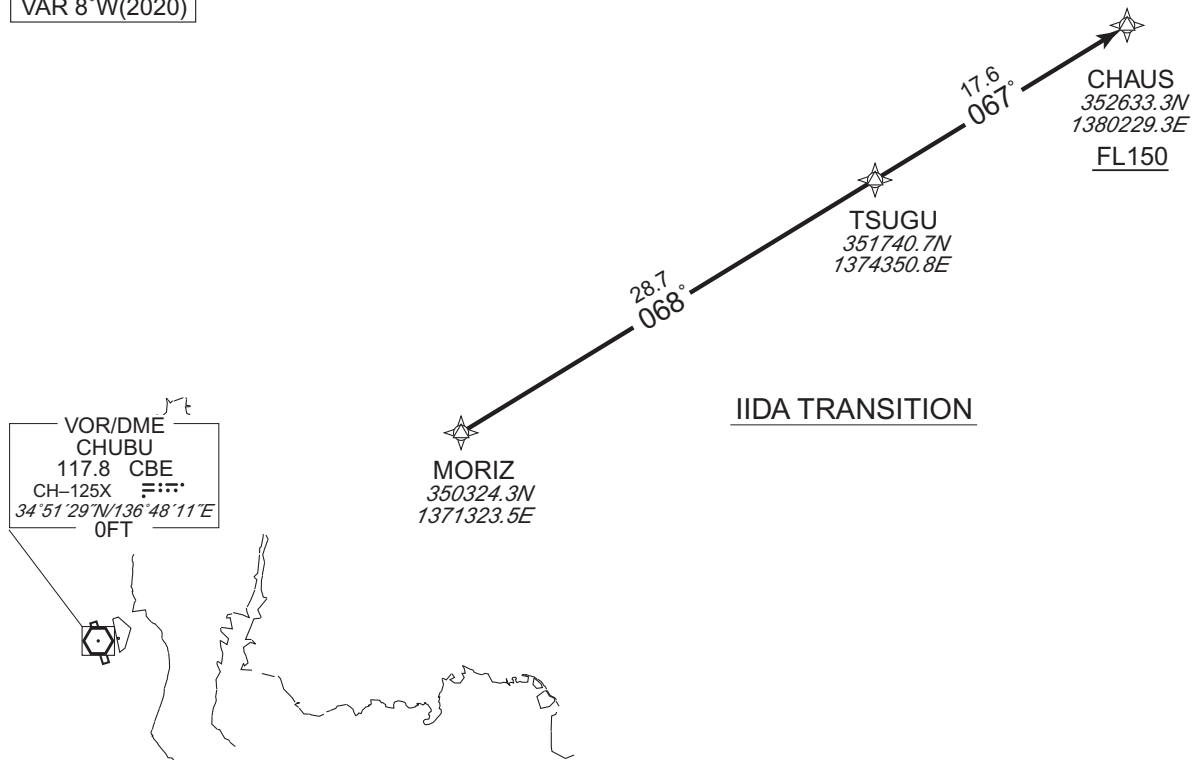 VAR 8°W(2020)
17.6
067°
CHAUS
352633.3N
1380229.3E
FL150
TSUGU
351740.7N
1374350.8E
28.7
068°
IIDA TRANSITION
MORIZ
350324.3N
1371323.5E
VOR/DME
CHUBU
117.8 CBE
CH–125X
34°51′29″N/136°48′11″E
0FT